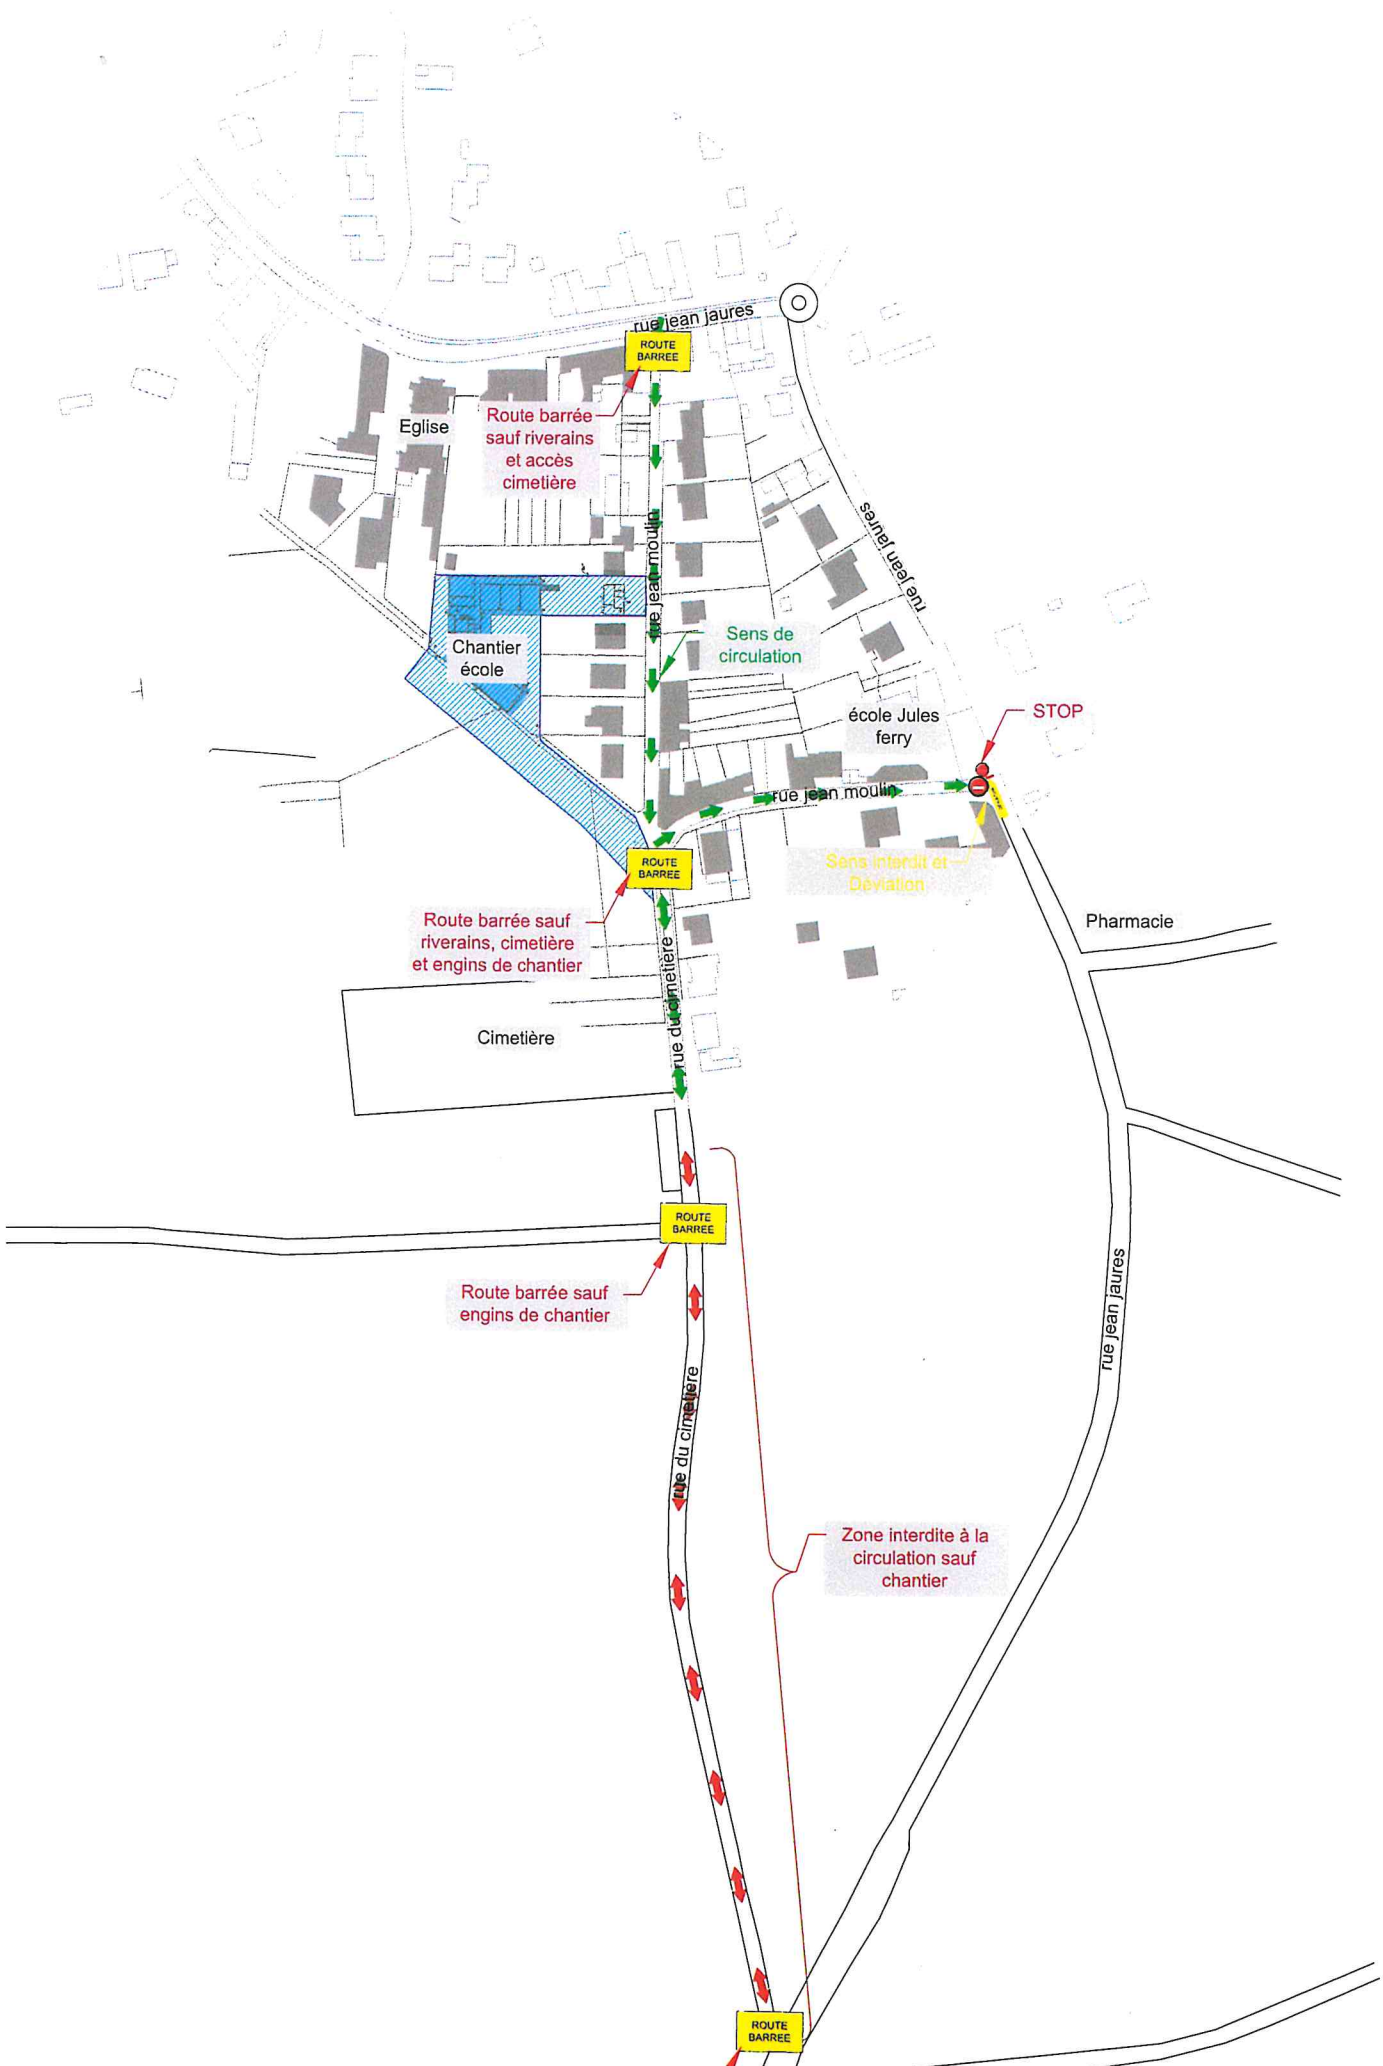 rue jean jaures
ROUTE
BARREE
Route barrée
sauf riverains
et accès
cimetière
Eglise
rue jean moulin
rue jean jaures
Sens de
circulation
Chantier
école
école Jules
ferry
STOP
rue jean moulin
Sens interdit et
Déviation
ROUTE
BARREE
Route barrée sauf
riverains, cimetière
et engins de chantier
Pharmacie
rue du cimetière
Cimetière
ROUTE
BARREE
Route barrée sauf
engins de chantier
rue jean jaures
rue du cimetière
Zone interdite à la
circulation sauf
chantier
ROUTE
BARREE